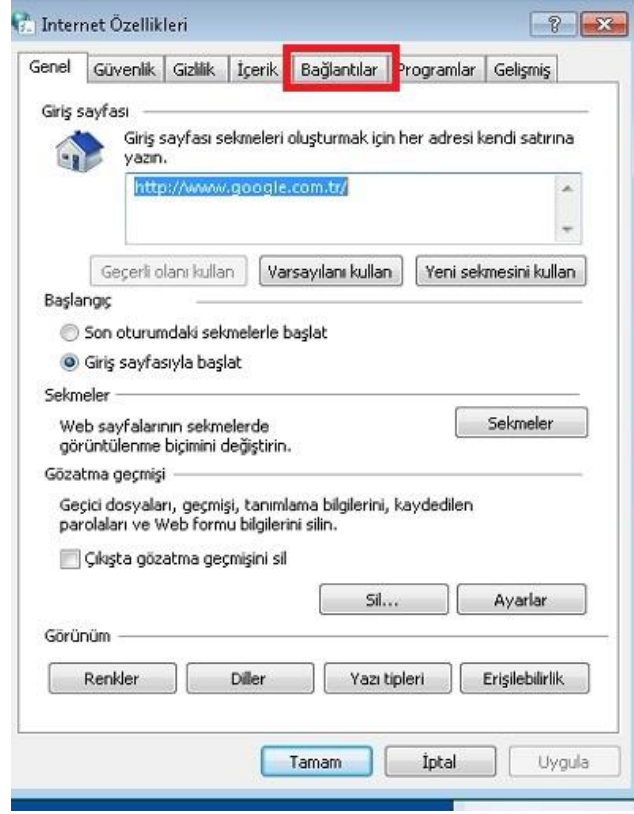 Internet Özellikleri
Genel Güvenlik Gizlilik İçerik Bağlantılar Programlar Gelişmiş
Giriş sayfası
Giriş sayfası sekmeleri oluşturmak için her adresi kendi satırına
yazın.
http://www.google.com.tr/
Geçerli olanı kullan Varsayılanı kullan Yeni sekmesini kullan
Başlangıç
Son oturumdaki sekmelerle başlat
Giriş sayfasıyla başlat
Sekmeler
Web sayfalarının sekmelerde
görüntülenme biçimini değiştirin.
Sekmeler
Gözatma geçmişi
Geçici dosyaları, geçmişi, tanımlama bilgilerini, kaydedilen
parolaları ve Web formu bilgilerini silin.
Çıkışta gözatma geçmişini sil
Sil... Ayarlar
Görünüm
Renkler Diller Yazı tipleri Erişilebilirlik
Tamam İptal Uygula